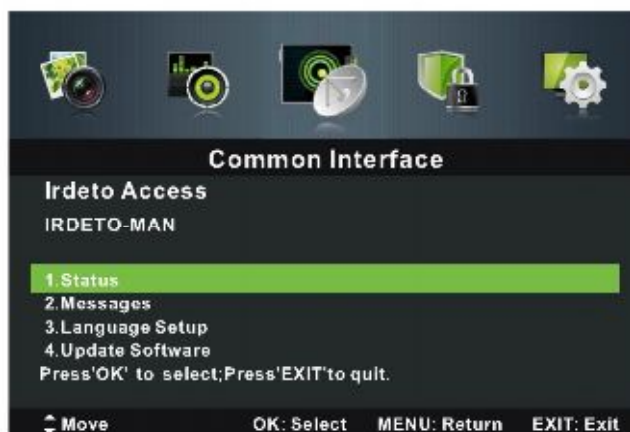 Common Interface
Irdeto Access
IRDETO-MAN
1.Status
2.Messages
3.Language Setup
4.Update Software
Press'OK' to select;Press'EXIT'to quit.
Move OK: Select MENU: Return EXIT: Exit